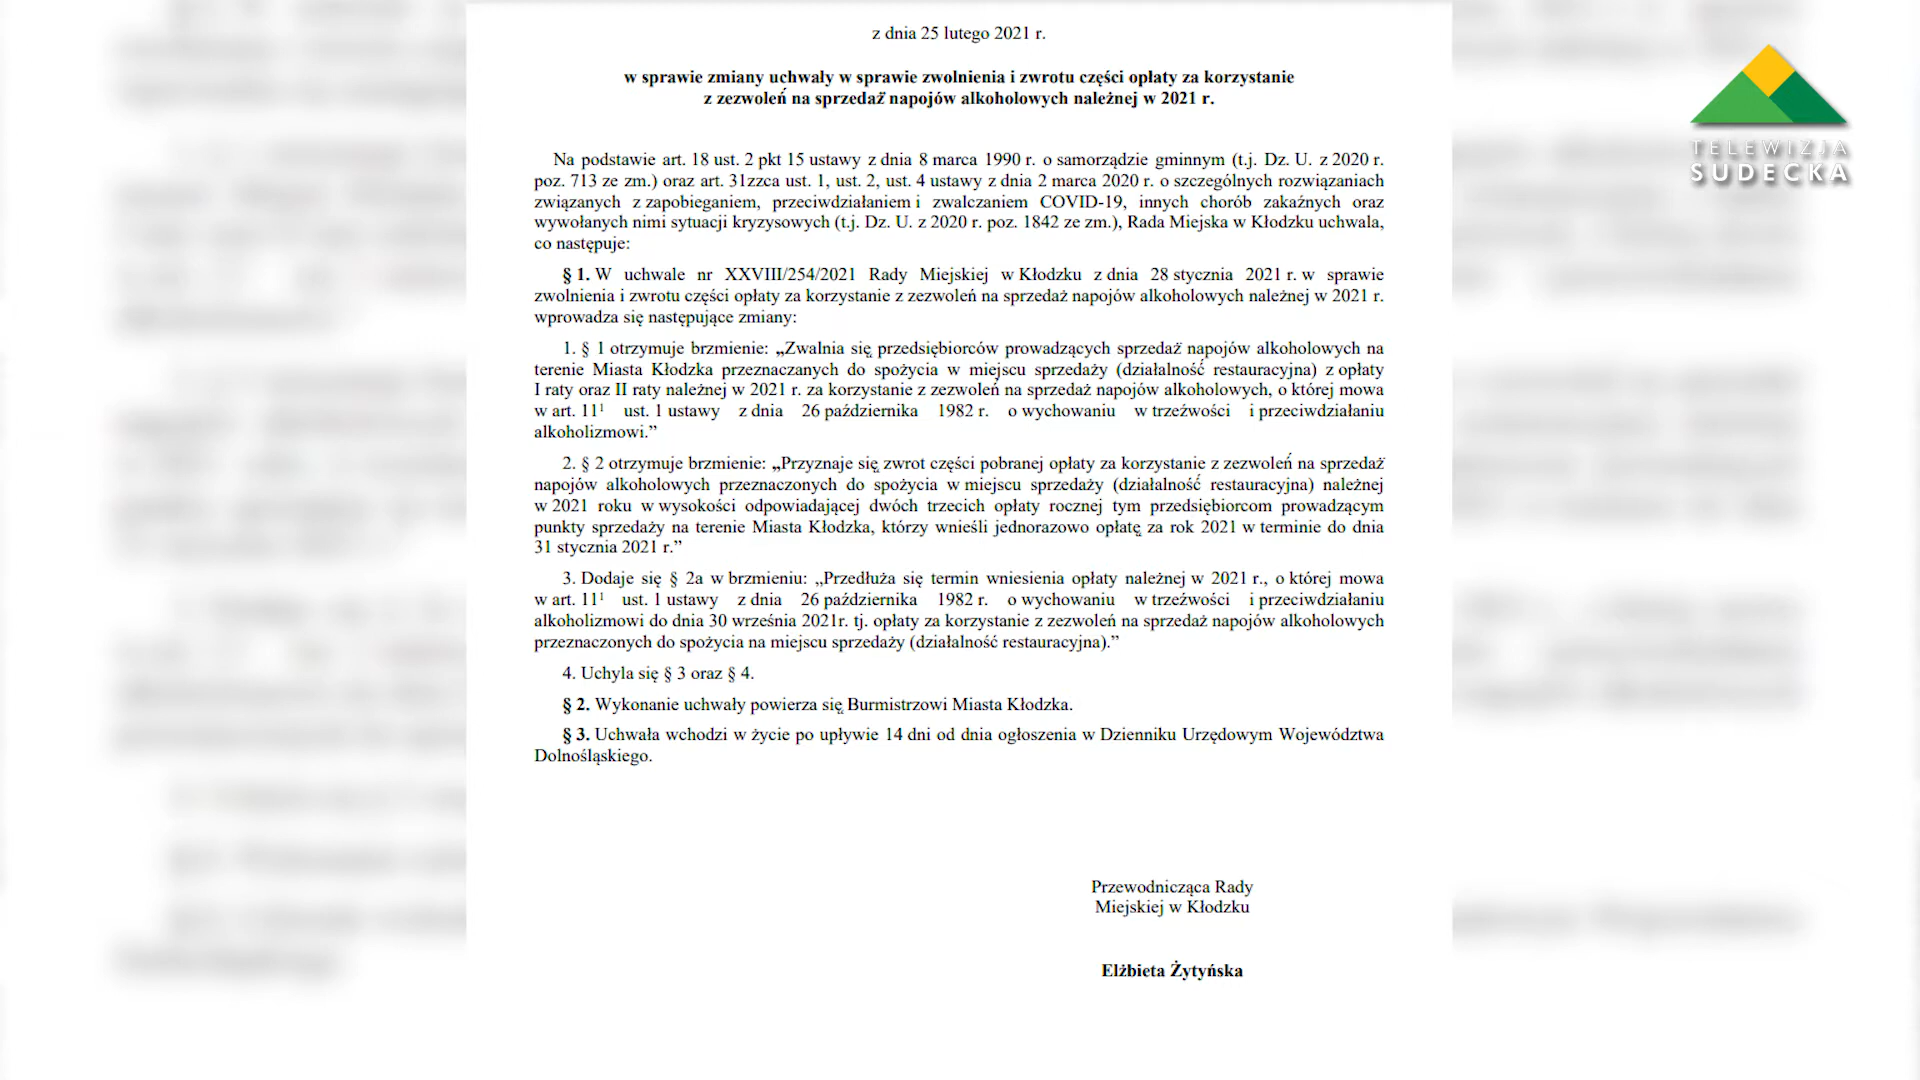 z dnia 25 lutego 2021 r.
w sprawie zmiany uchwały w sprawie zwolnienia i zwrotu części opłaty za korzystanie
z zezwoleń na sprzedaż napojów alkoholowych należnej w 2021 r.
Na podstawie art. 18 ust. 2 pkt 15 ustawy z dnia 8 marca 1990 r. o samorządzie gminnym (t.j. Dz. U. z 2020 r.
poz. 713 ze zm.) oraz art. 31zzca ust. 1, ust. 2, ust. 4 ustawy z dnia 2 marca 2020 r. o szczególnych rozwiązaniach
związanych z zapobieganiem, przeciwdziałaniem i zwalczaniem COVID-19, innych chorób zakaźnych oraz
wywołanych nimi sytuacji kryzysowych (t.j. Dz. U. z 2020 r. poz. 1842 ze zm.), Rada Miejska w Kłodzku uchwala,
co następuje:
§ 1. W uchwale nr XXVIII/254/2021 Rady Miejskiej w Kłodzku z dnia 28 stycznia 2021 r. w sprawie
zwolnienia i zwrotu części opłaty za korzystanie z zezwoleń na sprzedaż napojów alkoholowych należnej w 2021 r.
wprowadza się następujące zmiany:
1. § 1 otrzymuje brzmienie: „Zwalnia się przedsiębiorców prowadzących sprzedaż napojów alkoholowych na
terenie Miasta Kłodzka przeznaczanych do spożycia w miejscu sprzedaży (działalność restauracyjna) z opłaty
I raty oraz II raty należnej w 2021 r. za korzystanie z zezwoleń na sprzedaż napojów alkoholowych, o której mowa
w art. 11¹ ust. 1 ustawy z dnia 26 października 1982 r. o wychowaniu w trzeźwości i przeciwdziałaniu
alkoholizmowi.”
2. § 2 otrzymuje brzmienie: „Przyznaje się zwrot części pobranej opłaty za korzystanie z zezwoleń na sprzedaż
napojów alkoholowych przeznaczonych do spożycia w miejscu sprzedaży (działalność restauracyjna) należnej
w 2021 roku w wysokości odpowiadającej dwóch trzecich opłaty rocznej tym przedsiębiorcom prowadzącym
punkty sprzedaży na terenie Miasta Kłodzka, którzy wnieśli jednorazowo opłatę za rok 2021 w terminie do dnia
31 stycznia 2021 r.”
3. Dodaje się § 2a w brzmieniu: „Przedłuża się termin wniesienia opłaty należnej w 2021 r., o której mowa
w art. 11¹ ust. 1 ustawy z dnia 26 października 1982 r. o wychowaniu w trzeźwości i przeciwdziałaniu
alkoholizmowi do dnia 30 września 2021r. tj. opłaty za korzystanie z zezwoleń na sprzedaż napojów alkoholowych
przeznaczonych do spożycia na miejscu sprzedaży (działalność restauracyjna).”
4. Uchyla się § 3 oraz § 4.
§ 2. Wykonanie uchwały powierza się Burmistrzowi Miasta Kłodzka.
§ 3. Uchwała wchodzi w życie po upływie 14 dni od dnia ogłoszenia w Dzienniku Urzędowym Województwa
Dolnośląskiego.
Przewodnicząca Rady
Miejskiej w Kłodzku
Elżbieta Żytyńska
TELEWIZJA
SUDECKA